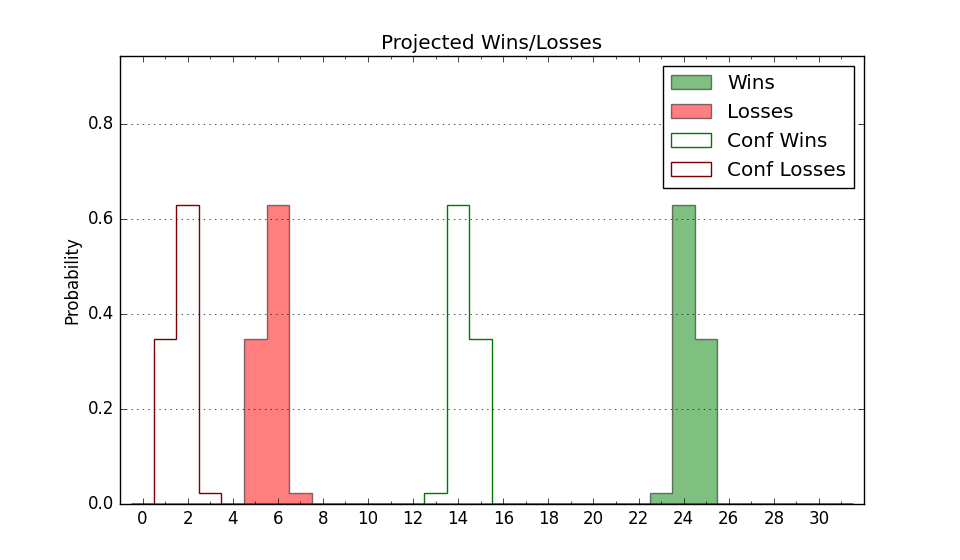 Projected Wins/Losses
Wins
Losses
Conf Wins
Conf Losses
Probability
0.8
0.6
0.4
0.2
0.0
0 2 4 6 8 10 12 14 16 18 20 22 24 26 28 30